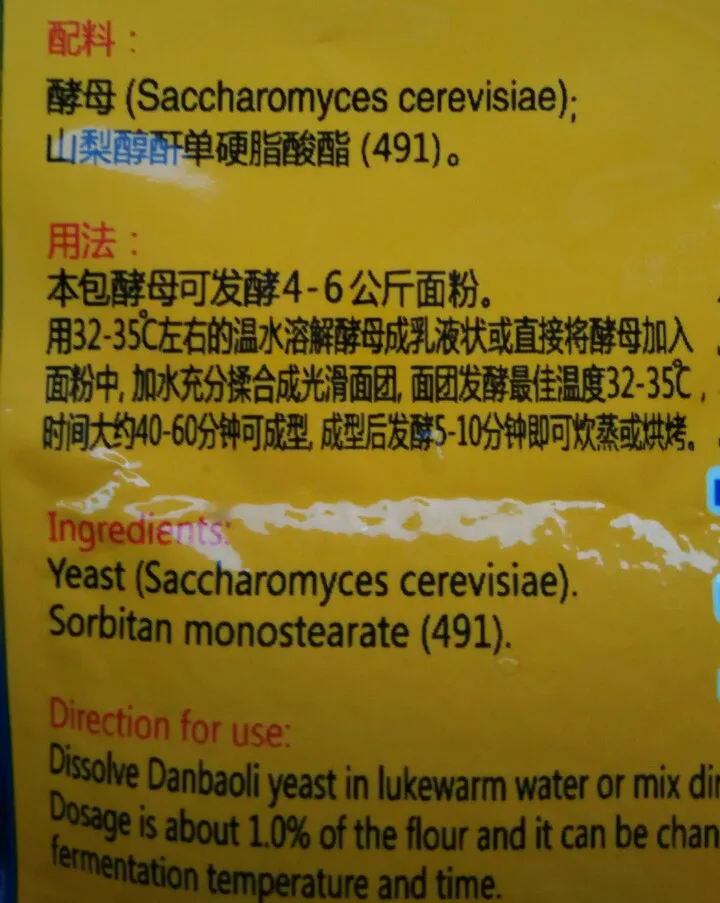 配料：
酵母 (Saccharomyces cerevisiae);
山梨醇酐单硬脂酸酯 (491)。
用法：
本包酵母可发酵4-6公斤面粉。
用32-35℃左右的温水溶解酵母成乳液状或直接将酵母加入
面粉中, 加水充分揉合成光滑面团, 面团发酵最佳温度32-35℃,
时间大约40-60分钟可成型, 成型后发酵5-10分钟即可炊蒸或烘烤。
Ingredients:
Yeast (Saccharomyces cerevisiae).
Sorbitan monostearate (491).
Direction for use:
Dissolve Danbaoli yeast in lukewarm water or mix
Dosage is about 1.0% of the flour and it can be
fermentation temperature and time.